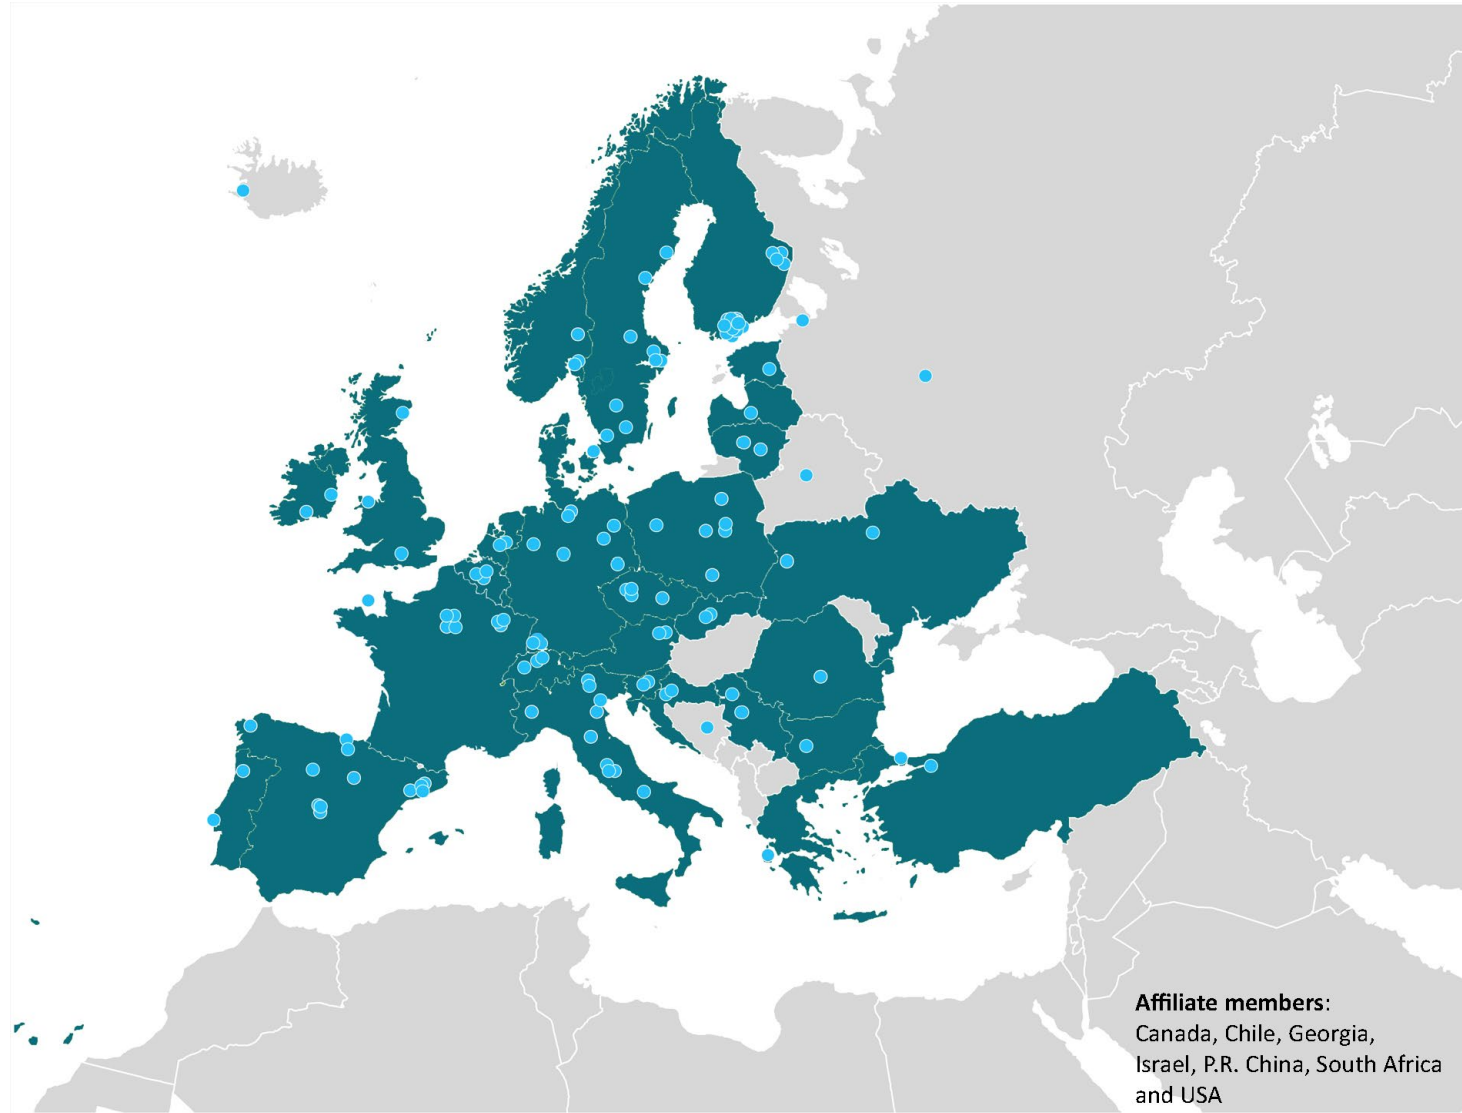 Affiliate members:
Canada, Chile, Georgia,
Israel, P.R. China, South Africa
and USA